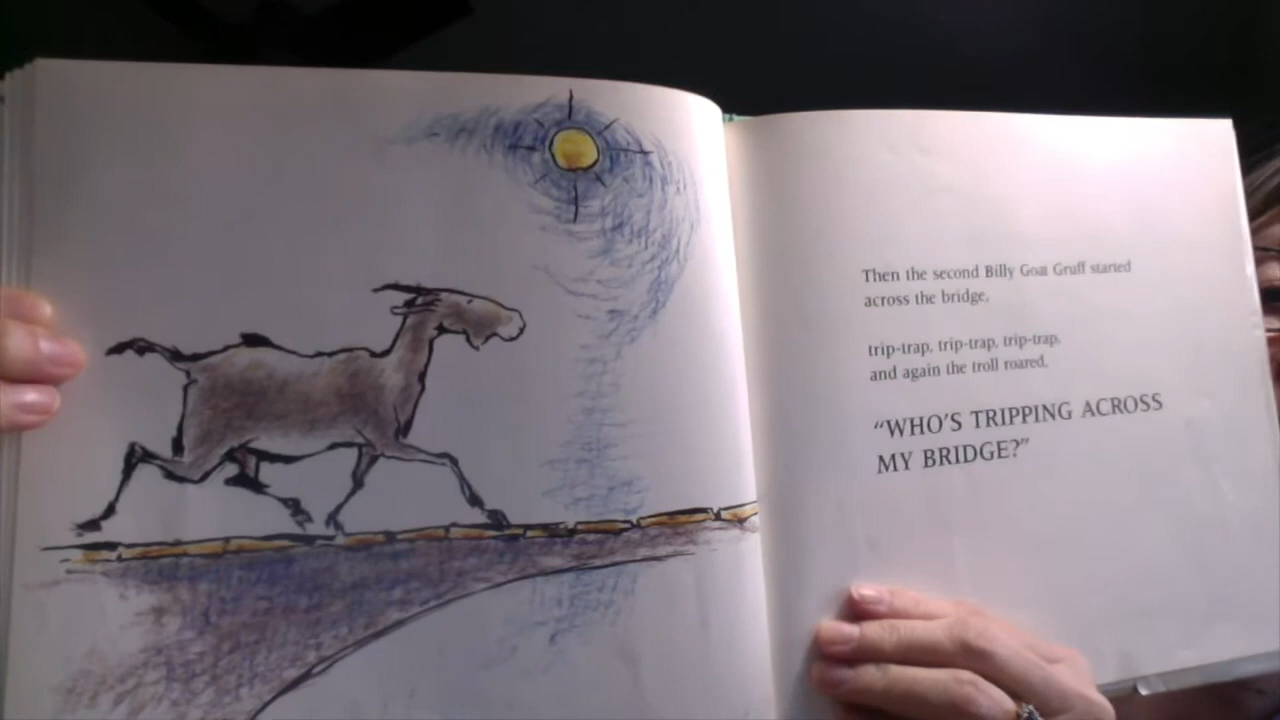 Then the second Billy Goat Gruff started
across the bridge,
trip-trap, trip-trap, trip-trap,
and again the troll roared,
“WHO'S TRIPPING ACROSS
MY BRIDGE?”